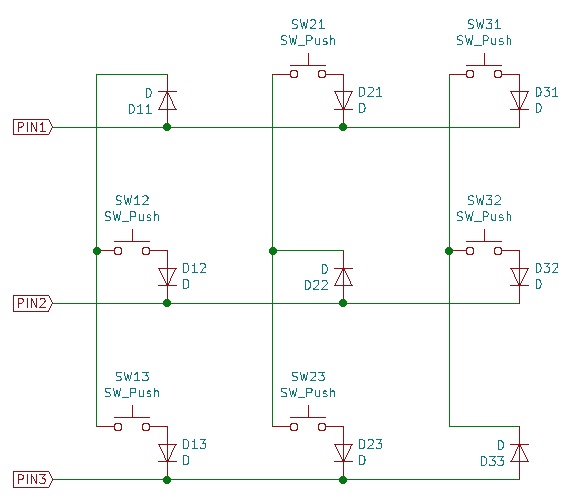 SW21
SW_Push
SW31
SW_Push
D
D11
D21
D
D31
D
PIN1
SW12
SW_Push
SW32
SW_Push
D12
D
D
D22
D32
D
PIN2
SW13
SW_Push
SW23
SW_Push
D13
D
D23
D
D
D33
PIN3